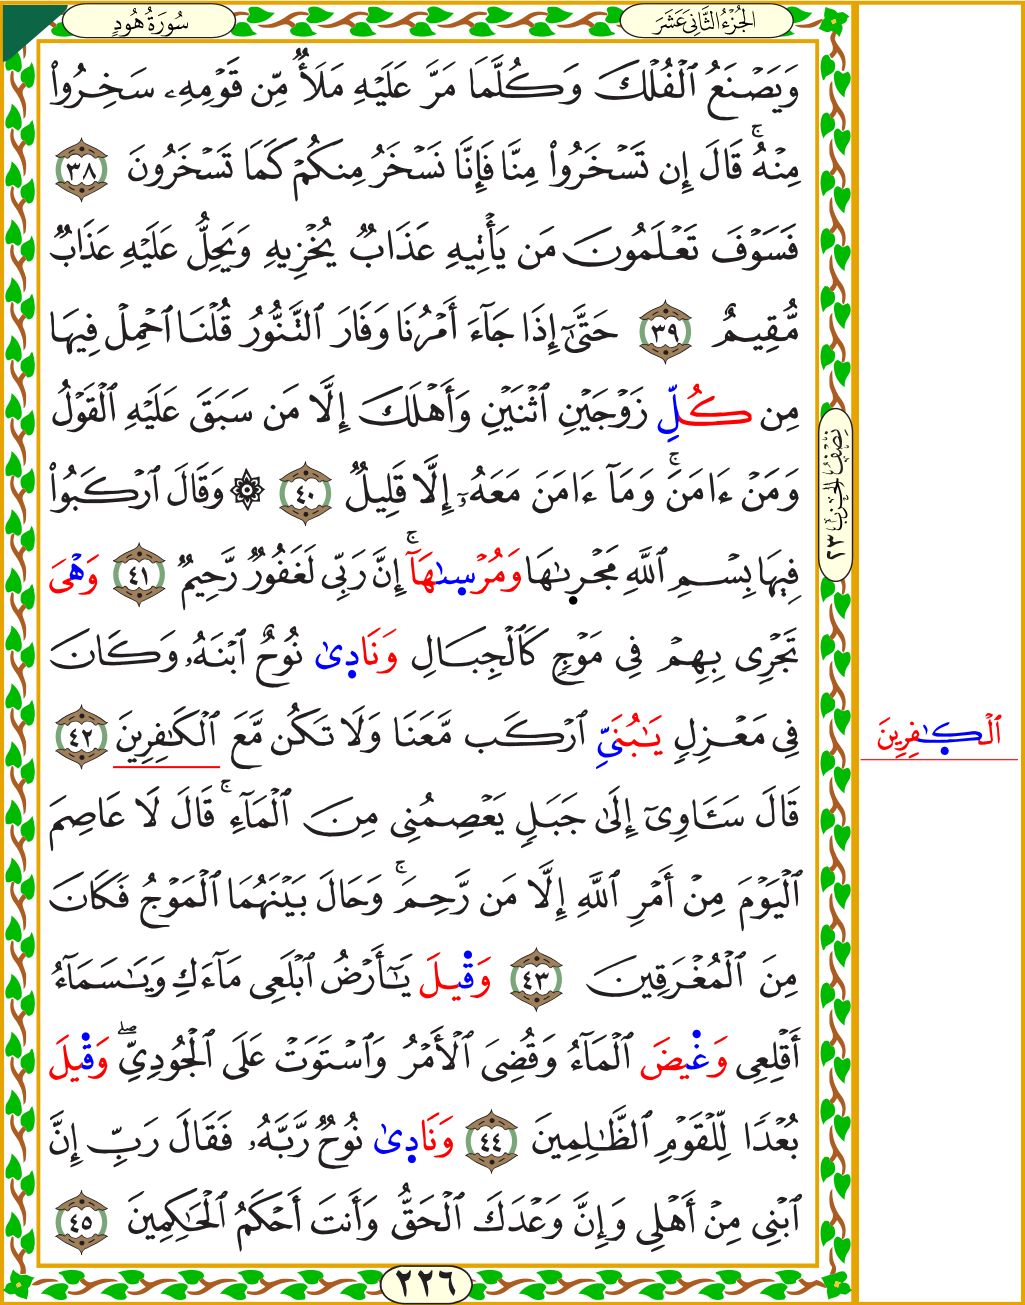 سُورَةُ هُودٍ
الجُزْءُ الثَّانِي عَشَرَ
وَيَصْنَعُ ٱلْفُلْكَ وَكُلَّمَا مَرَّ عَلَيْهِ مَلَأٌ مِّن قَوْمِهِۦ سَخِرُوا۟
مِنْهُ ۚ قَالَ إِن تَسْخَرُوا۟ مِنَّا فَإِنَّا نَسْخَرُ مِنكُمْ كَمَا تَسْخَرُونَ ٣٨
فَسَوْفَ تَعْلَمُونَ مَن يَأْتِيهِ عَذَابٌ يُخْزِيهِ وَيَحِلُّ عَلَيْهِ عَذَابٌ
مُّقِيمٌ ٣٩ حَتَّىٰٓ إِذَا جَآءَ أَمْرُنَا وَفَارَ ٱلتَّنُّورُ قُلْنَا ٱحْمِلْ فِيهَا
مِن كُلِّ زَوْجَيْنِ ٱثْنَيْنِ وَأَهْلَكَ إِلَّا مَن سَبَقَ عَلَيْهِ ٱلْقَوْلُ
وَمَنْ ءَامَنَ ۚ وَمَآ ءَامَنَ مَعَهُۥٓ إِلَّا قَلِيلٌ ٤٠ ۞ وَقَالَ ٱرْكَبُوا۟
فِيهَا بِسْمِ ٱللَّهِ مَجْر۪ىٰهَا وَمُرْسِىٰهَآ ۚ إِنَّ رَبِّى لَغَفُورٌ رَّحِيمٌ ٤١ وَهْىَ
تَجْرِى بِهِمْ فِى مَوْجٍ كَٱلْجِبَالِ وَنَادِىٰ نُوحٌ ٱبْنَهُۥ وَكَانَ
فِى مَعْزِلٍ يَـٰبُنَىِّ ٱرْكَب مَّعَنَا وَلَا تَكُن مَّعَ ٱلْكَـٰفِرِينَ ٤٢
ٱلْكَـٰفِرِينَ
قَالَ سَـَٔاوِىٓ إِلَىٰ جَبَلٍ يَعْصِمُنِى مِنَ ٱلْمَآءِ ۚ قَالَ لَا عَاصِمَ
ٱلْيَوْمَ مِنْ أَمْرِ ٱللَّهِ إِلَّا مَن رَّحِمَ ۚ وَحَالَ بَيْنَهُمَا ٱلْمَوْجُ فَكَانَ
مِنَ ٱلْمُغْرَقِينَ ٤٣ وَقِيلَ يَـٰٓأَرْضُ ٱبْلَعِى مَآءَكِ وَيَـٰسَمَآءُ
أَقْلِعِى وَغِيضَ ٱلْمَآءُ وَقُضِىَ ٱلْأَمْرُ وَٱسْتَوَتْ عَلَى ٱلْجُودِىِّ ۖ وَقِيلَ
بُعْدًا لِّلْقَوْمِ ٱلظَّـٰلِمِينَ ٤٤ وَنَادِىٰ نُوحٌ رَّبَّهُۥ فَقَالَ رَبِّ إِنَّ
ٱبْنِى مِنْ أَهْلِى وَإِنَّ وَعْدَكَ ٱلْحَقُّ وَأَنتَ أَحْكَمُ ٱلْحَـٰكِمِينَ ٤٥
نِصْفُ الحِزْبِ ٢٣
٢٢٦